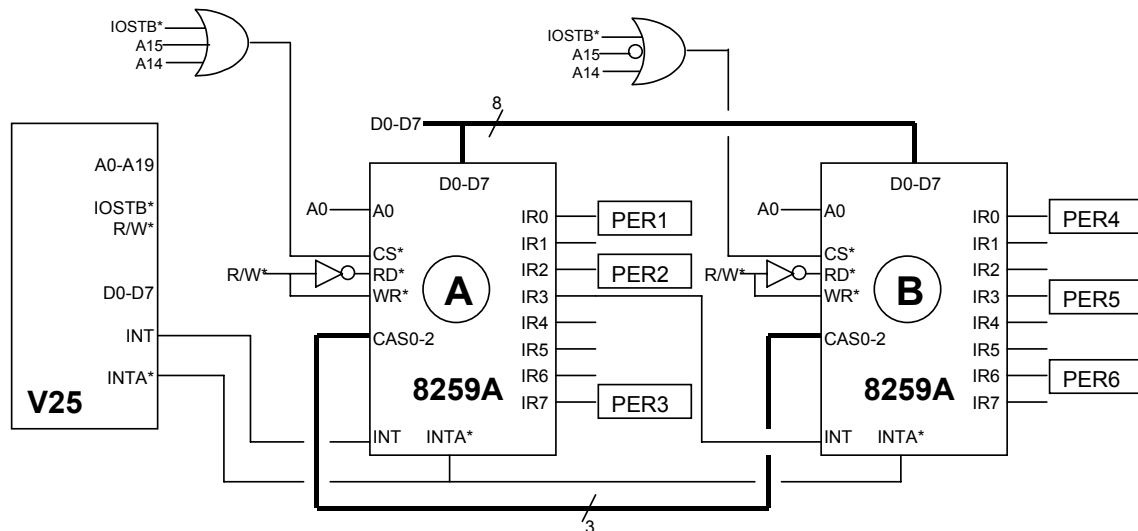 IOSTB*
A15
A14
IOSTB*
A15
A14
8
D0-D7
A0-A19
IOSTB*
R/W*
D0-D7
INT
INTA*
V25
D0-D7
A0
A0
CS*
R/W*
RD*
WR*
A
CAS0-2
8259A
INT
INTA*
IR0
IR1
IR2
IR3
IR4
IR5
IR6
IR7
PER1
PER2
PER3
D0-D7
A0
A0
CS*
R/W*
RD*
WR*
B
CAS0-2
8259A
INT
INTA*
IR0
IR1
IR2
IR3
IR4
IR5
IR6
IR7
PER4
PER5
PER6
3